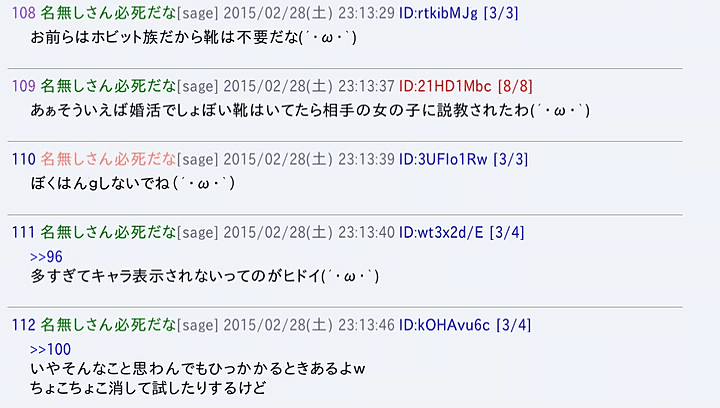 108 名無しさん必死だな[sage] 2015/02/28(土) 23:13:29 ID:rtkibMJg [3/3]
お前らはホビット族だから靴は不要だな(´・ω・`)
109 名無しさん必死だな[sage] 2015/02/28(土) 23:13:37 ID:21HD1Mbc [8/8]
あぁそういえば婚活でしょぼい靴はいてたら相手の女の子に説教されたわ(´・ω・`)
110 名無しさん必死だな[sage] 2015/02/28(土) 23:13:39 ID:3UFIo1Rw [3/3]
ぼくはんgしないでね(´・ω・`)
111 名無しさん必死だな[sage] 2015/02/28(土) 23:13:40 ID:wt3x2d/E [3/4]
>>96
多すぎてキャラ表示されないってのがヒドイ(´・ω・`)
112 名無しさん必死だな[sage] 2015/02/28(土) 23:13:46 ID:kOHAvu6c [3/4]
>>100
いやそんなこと思わんでもひっかかるときあるよw
ちょこちょこ消して試したりするけど